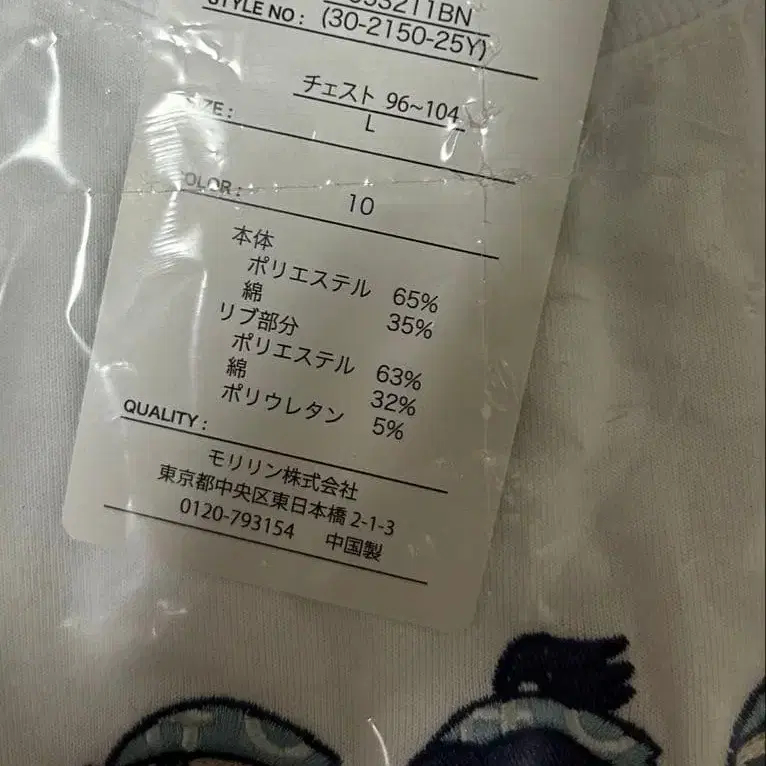 STYLE NO : (30-2150-25Y)
チェスト 96~104
L
10
本体
ポリエステル 65%
綿 35%
リブ部分
ポリエステル 63%
綿 32%
ポリウレタン 5%
QUALITY :
モリリン株式会社
東京都中央区東日本橋2-1-3
0120-793154 中国製